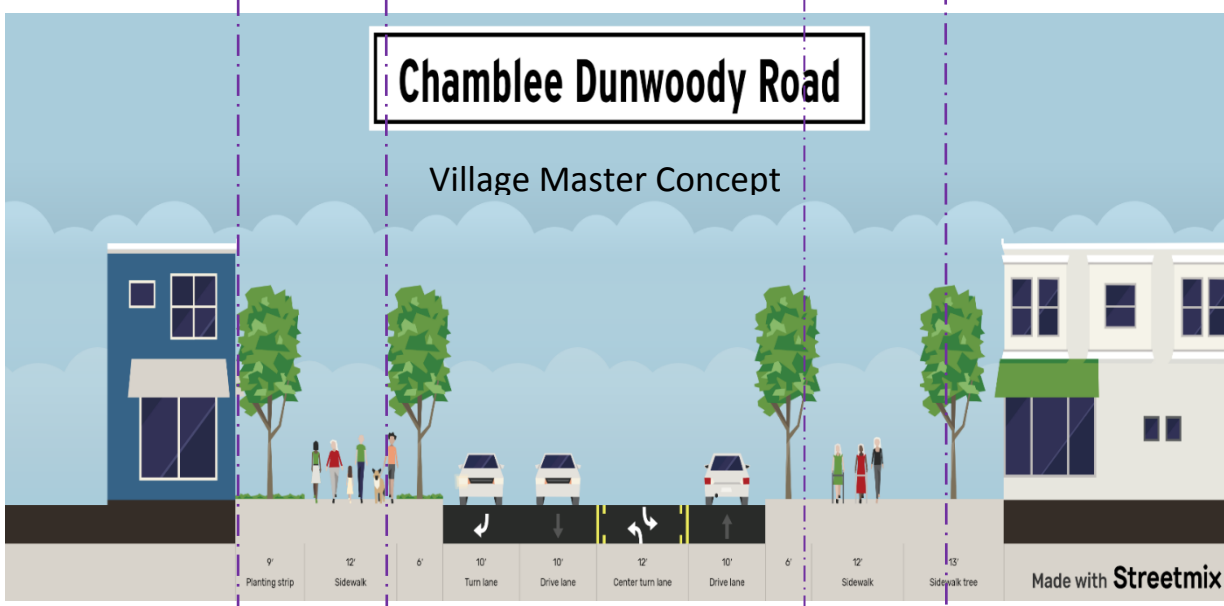 Chamblee Dunwoody Road
Village Master Concept
9' 12' 6' 10' 10' 12' 10' 6' 12' 13'
Planting strip Sidewalk Turn lane Drive lane Center turn lane Drive lane Sidewalk Sidewalk tree
Made with Streetmix